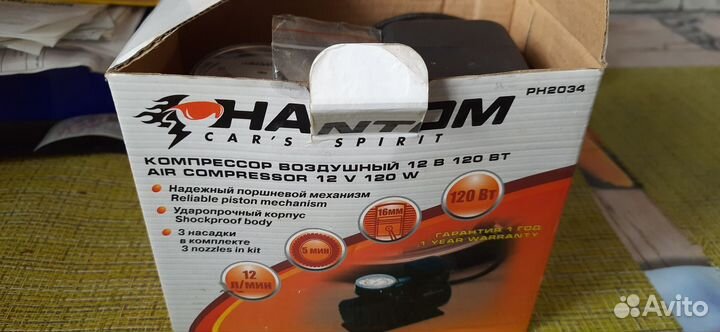 PHANTOM
CAR'S SPIRIT
PH2034
КОМПРЕССОР ВОЗДУШНЫЙ 12 В 120 ВТ
AIR COMPRESSOR 12 V 120 W
• Надежный поршневой механизм
Reliable piston mechanism
• Ударопрочный корпус
Shockproof body
• 3 насадки
в комплекте
3 nozzles in kit
12
Л/МИН
5 МИН
16ММ
120 ВТ
ГАРАНТИЯ 1 ГОД
1 YEAR WARRANTY
Avito